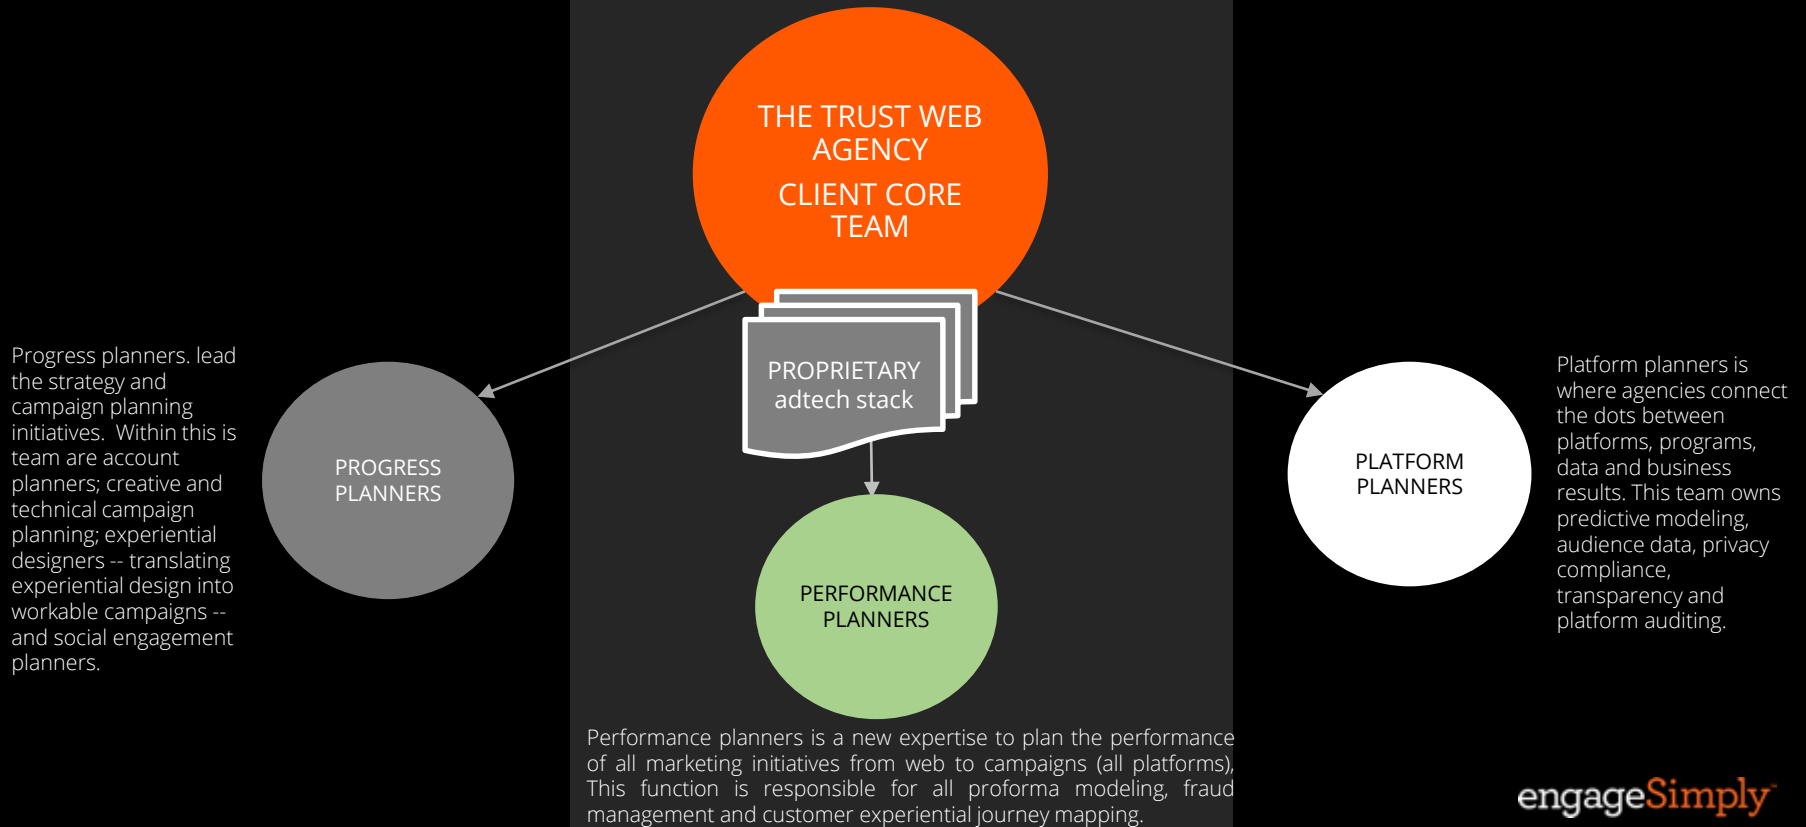 THE TRUST WEB
AGENCY
CLIENT CORE
TEAM
PROPRIETARY
adtech stack
Progress planners. lead
the strategy and
campaign planning
initiatives.  Within this is
team are account
planners; creative and
technical campaign
planning; experiential
designers -- translating
experiential design into
workable campaigns --
and social engagement
planners.
PROGRESS
PLANNERS
PLATFORM
PLANNERS
Platform planners is
where agencies connect
the dots between
platforms, programs,
data and business
results. This team owns
predictive modeling,
audience data, privacy
compliance,
transparency and
platform auditing.
PERFORMANCE
PLANNERS
Performance planners is a new expertise to plan the performance
of all marketing initiatives from web to campaigns (all platforms),
This function is responsible for all proforma modeling, fraud
management and customer experiential journey mapping.
engageSimply™